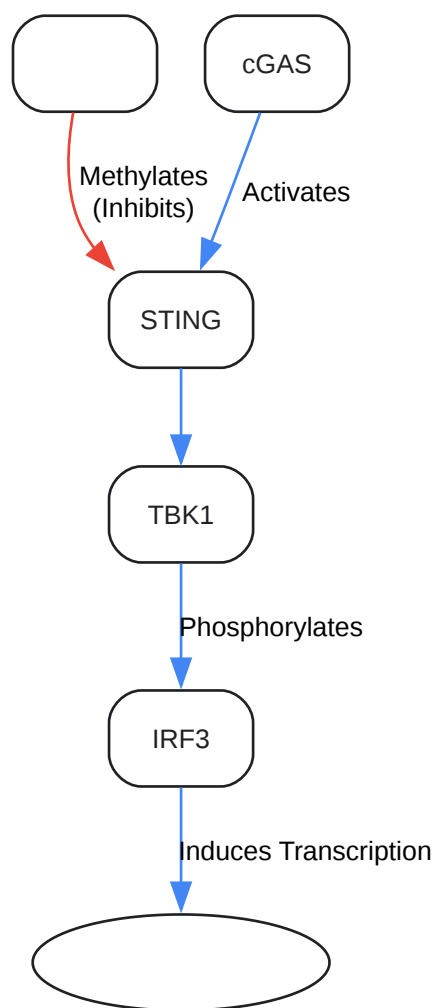 cGAS
Methylates
(Inhibits)
Activates
STING
TBK1
Phosphorylates
IRF3
Induces Transcription